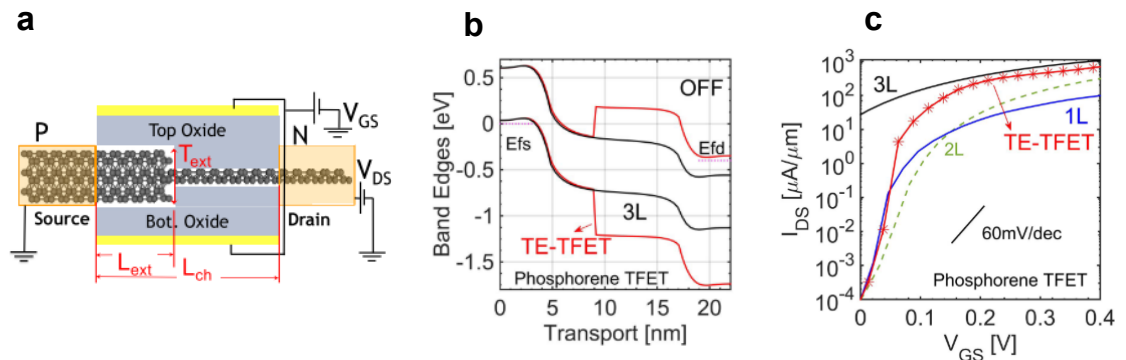 a
P
Top Oxide
N
V_GS
T_ext
V_DS
Source
Bot. Oxide
Drain
L_ext
L_ch
b
Band Edges [eV]
0.5
0
-0.5
-1
-1.5
OFF
Efs
Efd
3L
TE-TFET
Phosphorene TFET
0
5
10
15
20
Transport [nm]
c
I_DS [μA/μm]
10^3
10^2
10^1
10^0
10^-1
10^-2
10^-3
10^-4
3L
1L
TE-TFET
2L
60mV/dec
Phosphorene TFET
0
0.1
0.2
0.3
0.4
V_GS [V]